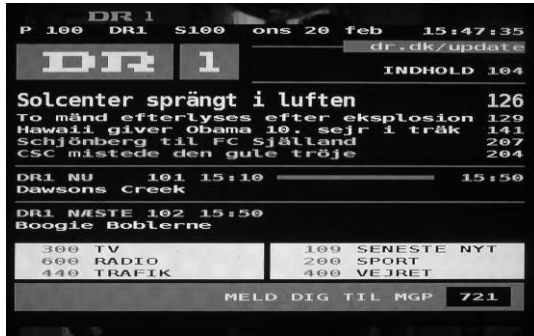 DR 1
P 100 DR1 S100 ons 20 feb 15:47:35
dr.dk/update
DR 1
INDHOLD 104
Solcenter sprängt i luften 126
To mänd efterlyses efter eksplosion 129
Hawaii giver Obama 10. sejr i träk 141
Schjönberg til FC Själland 207
CSC mistede den gule tröje 204
DR1 NU 101 15:10 15:50
Dawsons Creek
DR1 NÆSTE 102 15:50
Boogie Boblerne
300 TV 109 SENESTE NYT
600 RADIO 200 SPORT
440 TRAFIK 400 VEJRET
MELD DIG TIL MGP 721